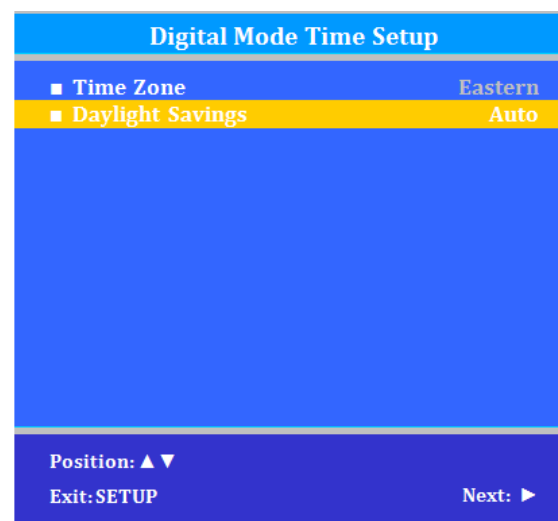 Digital Mode Time Setup
■ Time Zone Eastern
■ Daylight Savings Auto
Position: ▲ ▼
Exit: SETUP Next: ►